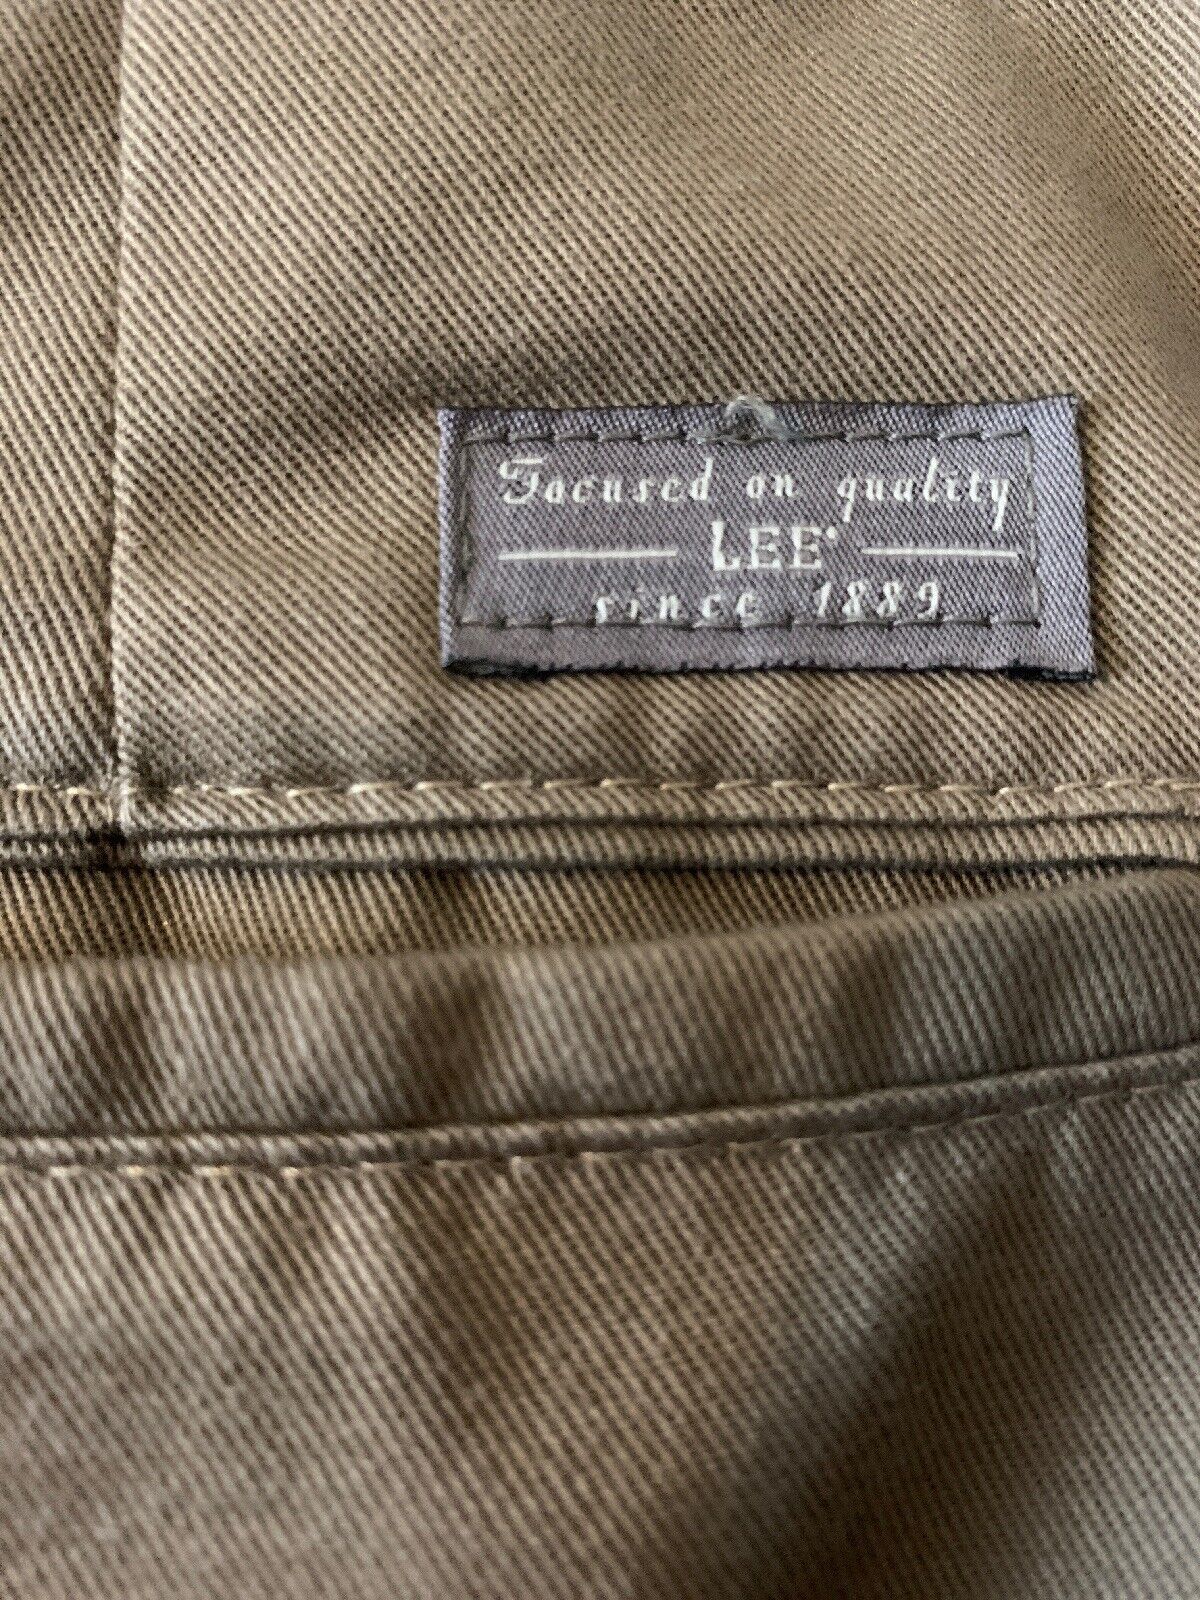 Focused on quality
LEE®
since 1889